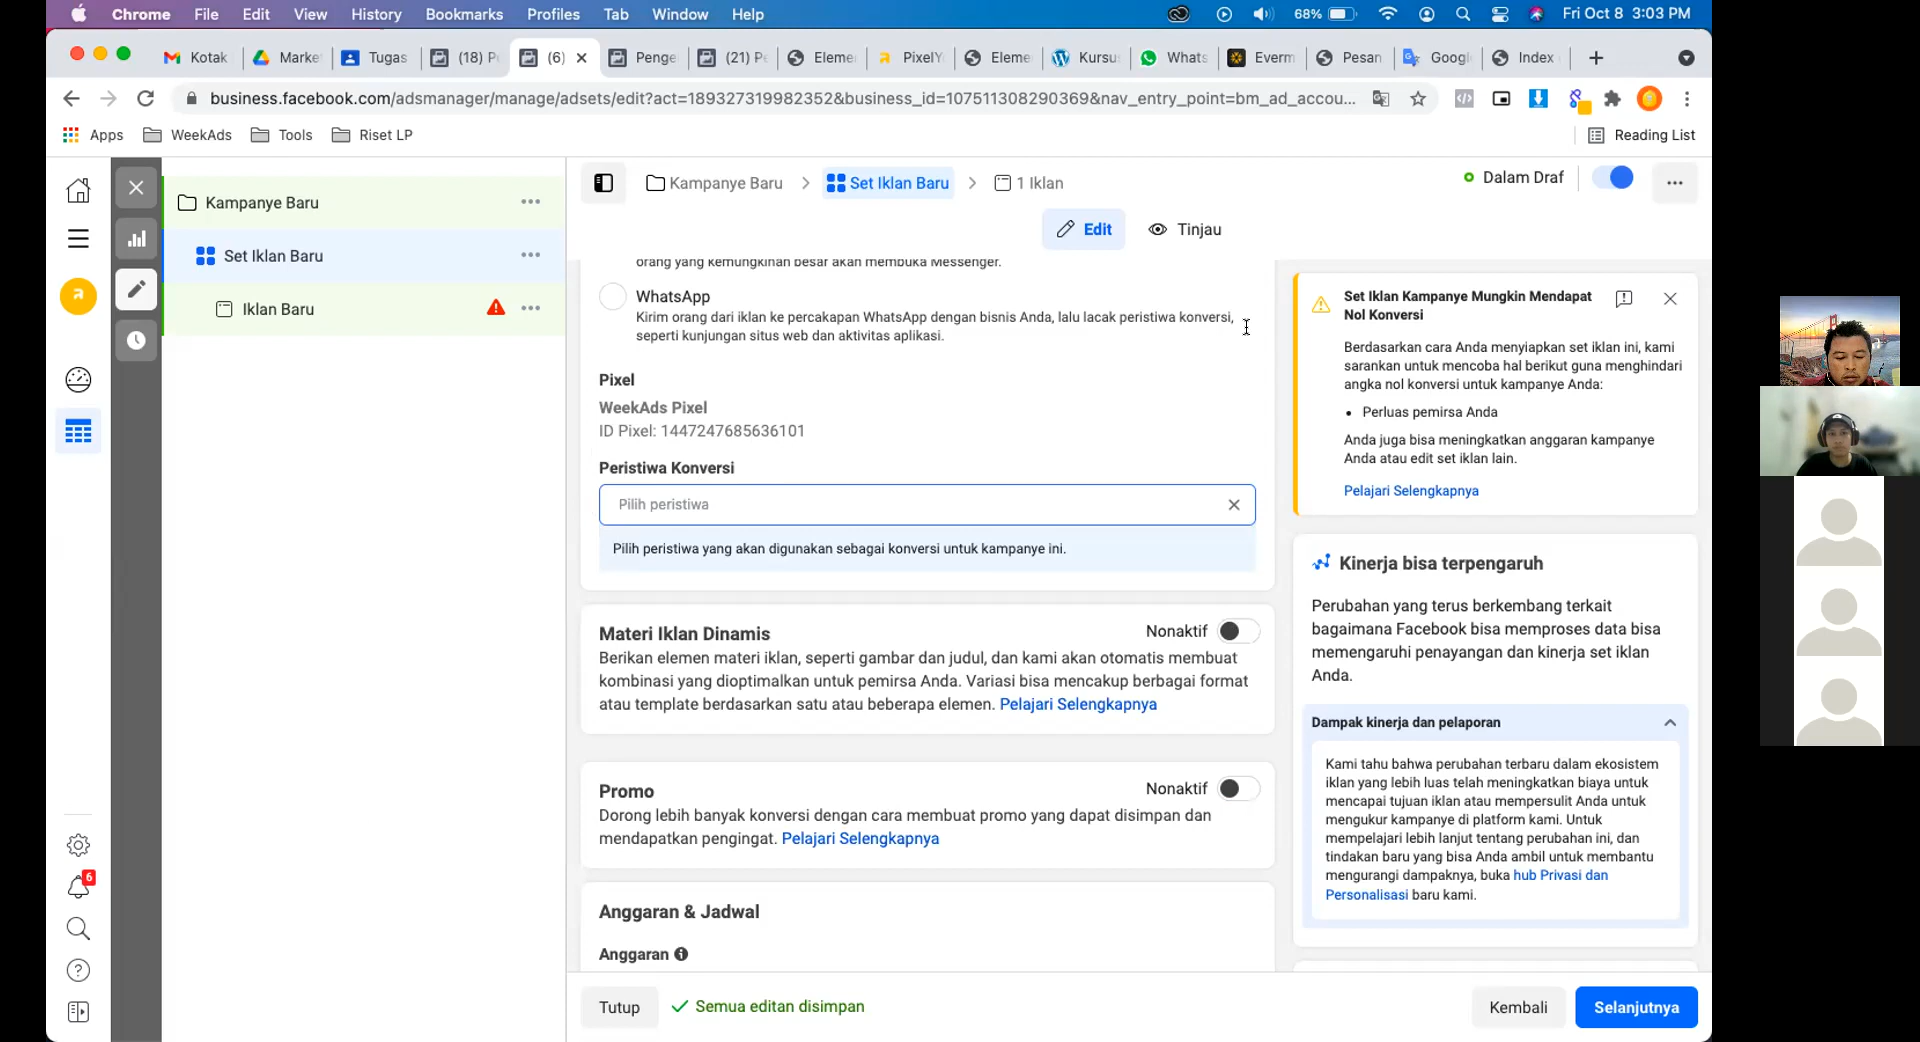 Chrome File Edit View History Bookmarks Profiles Tab Window Help 68% Fri Oct 8 3:03 PM
Kotak Marke Tugas (18) P (6) Penge (21) P Eleme PixelY Eleme Kursu Whats Everm Pesan Googl Index
business.facebook.com/adsmanager/manage/adsets/edit?act=189327319982352&business_id=107511308290369&nav_entry_point=bm_ad_accou...
Apps WeekAds Tools Riset LP Reading List
Kampanye Baru
Set Iklan Baru
Iklan Baru
6
Kampanye Baru > Set Iklan Baru > 1 Iklan
Dalam Draf
Edit Tinjau
orang yang kemungkinan besar akan membuka Messenger.
WhatsApp
Kirim orang dari iklan ke percakapan WhatsApp dengan bisnis Anda, lalu lacak peristiwa konversi,
seperti kunjungan situs web dan aktivitas aplikasi.
Pixel
WeekAds Pixel
ID Pixel: 1447247685636101
Peristiwa Konversi
Pilih peristiwa
Pilih peristiwa yang akan digunakan sebagai konversi untuk kampanye ini.
Materi Iklan Dinamis Nonaktif
Berikan elemen materi iklan, seperti gambar dan judul, dan kami akan otomatis membuat
kombinasi yang dioptimalkan untuk pemirsa Anda. Variasi bisa mencakup berbagai format
atau template berdasarkan satu atau beberapa elemen. Pelajari Selengkapnya
Promo Nonaktif
Dorong lebih banyak konversi dengan cara membuat promo yang dapat disimpan dan
mendapatkan pengingat. Pelajari Selengkapnya
Anggaran & Jadwal
Anggaran
Set Iklan Kampanye Mungkin Mendapat
Nol Konversi
Berdasarkan cara Anda menyiapkan set iklan ini, kami
sarankan untuk mencoba hal berikut guna menghindari
angka nol konversi untuk kampanye Anda:
• Perluas pemirsa Anda
Anda juga bisa meningkatkan anggaran kampanye
Anda atau edit set iklan lain.
Pelajari Selengkapnya
Kinerja bisa terpengaruh
Perubahan yang terus berkembang terkait
bagaimana Facebook bisa memproses data bisa
memengaruhi penayangan dan kinerja set iklan
Anda.
Dampak kinerja dan pelaporan
Kami tahu bahwa perubahan terbaru dalam ekosistem
iklan yang lebih luas telah meningkatkan biaya untuk
mencapai tujuan iklan atau mempersulit Anda untuk
mengukur kampanye di platform kami. Untuk
mempelajari lebih lanjut tentang perubahan ini, dan
tindakan baru yang bisa Anda ambil untuk membantu
mengurangi dampaknya, buka hub Privasi dan
Personalisasi baru kami.
Tutup Semua editan disimpan Kembali Selanjutnya